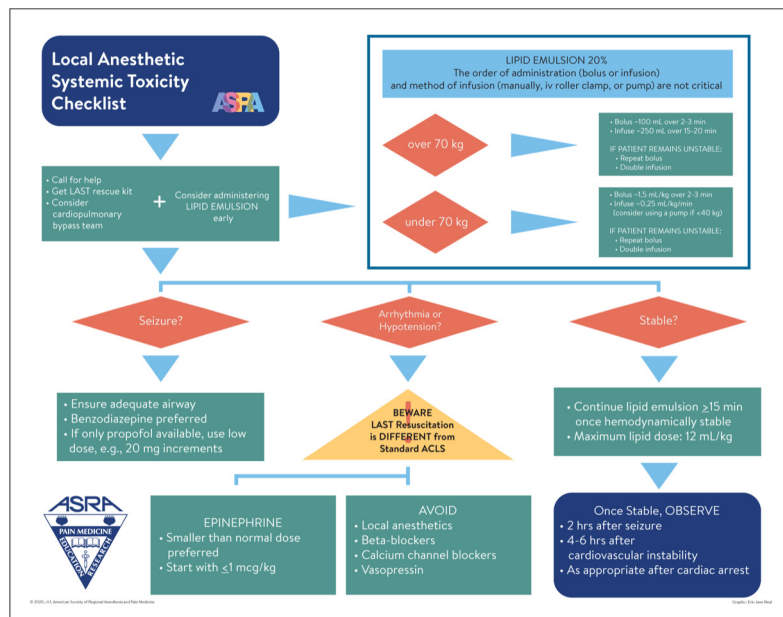 Local Anesthetic
Systemic Toxicity
Checklist
ASRA
LIPID EMULSION 20%
The order of administration (bolus or infusion)
and method of infusion (manually, iv roller clamp, or pump) are not critical
over 70 kg
• Bolus ~100 mL over 2-3 min
• Infuse ~250 mL over 15-20 min
IF PATIENT REMAINS UNSTABLE:
• Repeat bolus
• Double infusion
under 70 kg
• Bolus ~1.5 mL/kg over 2-3 min
• Infuse ~0.25 mL/kg/min
(consider using a pump if <40 kg)
IF PATIENT REMAINS UNSTABLE:
• Repeat bolus
• Double infusion
• Call for help
• Get LAST rescue kit
• Consider
cardiopulmonary
bypass team
+
Consider administering
LIPID EMULSION
early
Seizure?
Arrhythmia or
Hypotension?
Stable?
• Ensure adequate airway
• Benzodiazepine preferred
• If only propofol available, use low
dose, e.g., 20 mg increments
!
BEWARE
LAST Resuscitation
is DIFFERENT from
Standard ACLS
• Continue lipid emulsion ≥15 min
once hemodynamically stable
• Maximum lipid dose: 12 mL/kg
ASRA
PAIN MEDICINE
EDUCATION
RESEARCH
EPINEPHRINE
• Smaller than normal dose
preferred
• Start with ≤1 mcg/kg
AVOID
• Local anesthetics
• Beta-blockers
• Calcium channel blockers
• Vasopressin
Once Stable, OBSERVE
• 2 hrs after seizure
• 4-6 hrs after
cardiovascular instability
• As appropriate after cardiac arrest
American Society of Regional Anesthesia and Pain Medicine